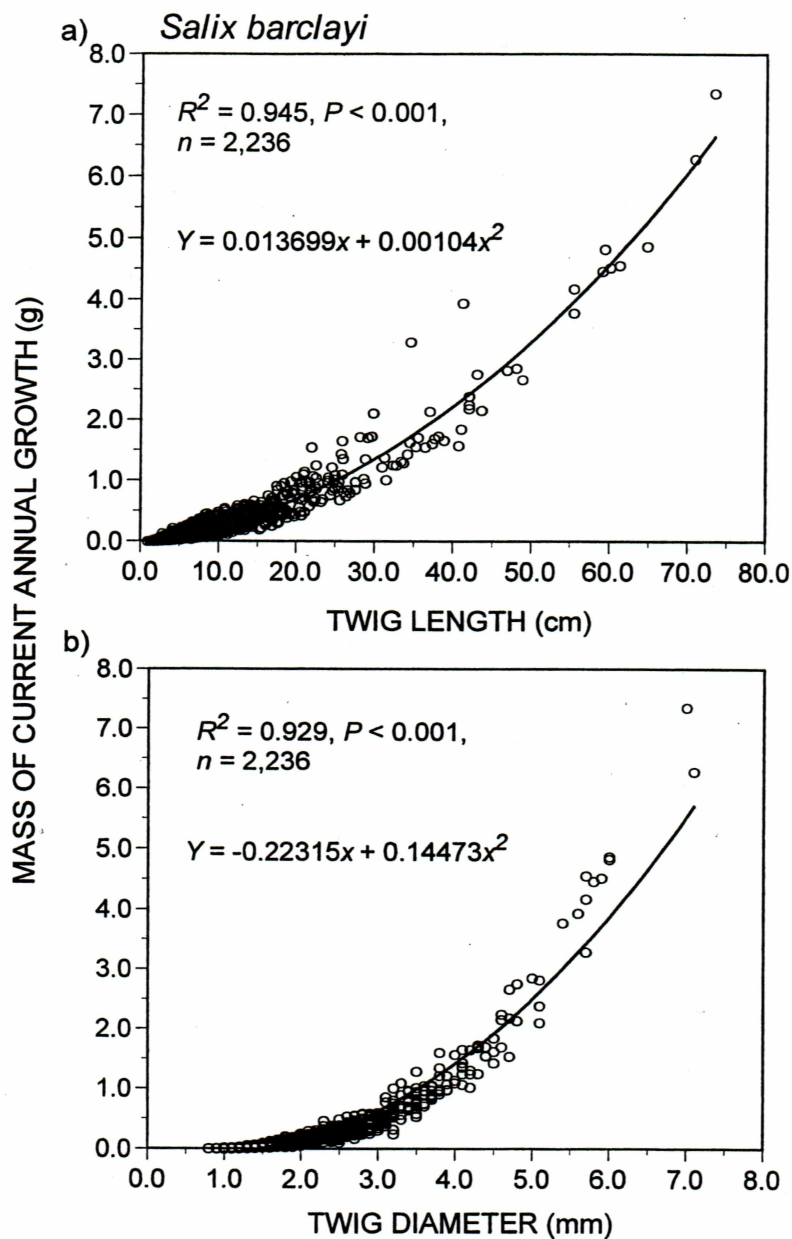 a) Salix barclayi
8.0
7.0
6.0
5.0
4.0
3.0
2.0
1.0
0.0
R² = 0.945, P < 0.001,
n = 2,236
Y = 0.013699x + 0.00104x²
0.0 10.0 20.0 30.0 40.0 50.0 60.0 70.0 80.0
TWIG LENGTH (cm)
MASS OF CURRENT ANNUAL GROWTH (g)
b)
8.0
7.0
6.0
5.0
4.0
3.0
2.0
1.0
0.0
R² = 0.929, P < 0.001,
n = 2,236
Y = -0.22315x + 0.14473x²
0.0 1.0 2.0 3.0 4.0 5.0 6.0 7.0 8.0
TWIG DIAMETER (mm)